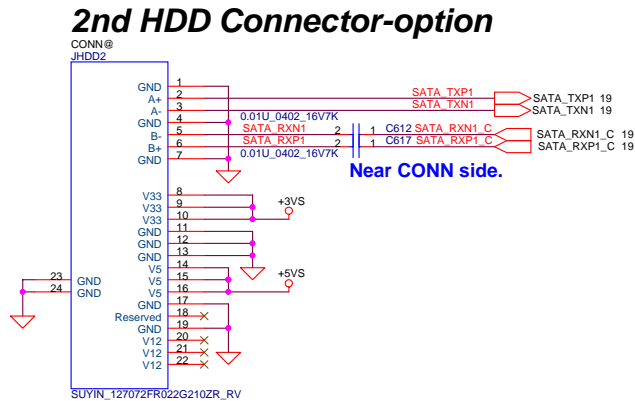 2nd HDD Connector-option
CONN@
JHDD2
GND 1
A+ 2 SATA_TXP1 SATA_TXP1 19
A- 3 SATA_TXN1 SATA_TXN1 19
GND 4 0.01U_0402_16V7K
B- 5 SATA_RXN1 2 1 C612 SATA_RXN1_C SATA_RXN1_C 19
B+ 6 SATA_RXP1 2 1 C617 SATA_RXP1_C SATA_RXP1_C 19
GND 7 0.01U_0402_16V7K
Near CONN side.
V33 8
V33 9 +3VS
V33 10
GND 11
GND 12
GND 13
V5 14
23 GND V5 15 +5VS
24 GND V5 16
GND 17
Reserved 18
GND 19
V12 20
V12 21
V12 22
SUYIN_127072FR022G210ZR_RV